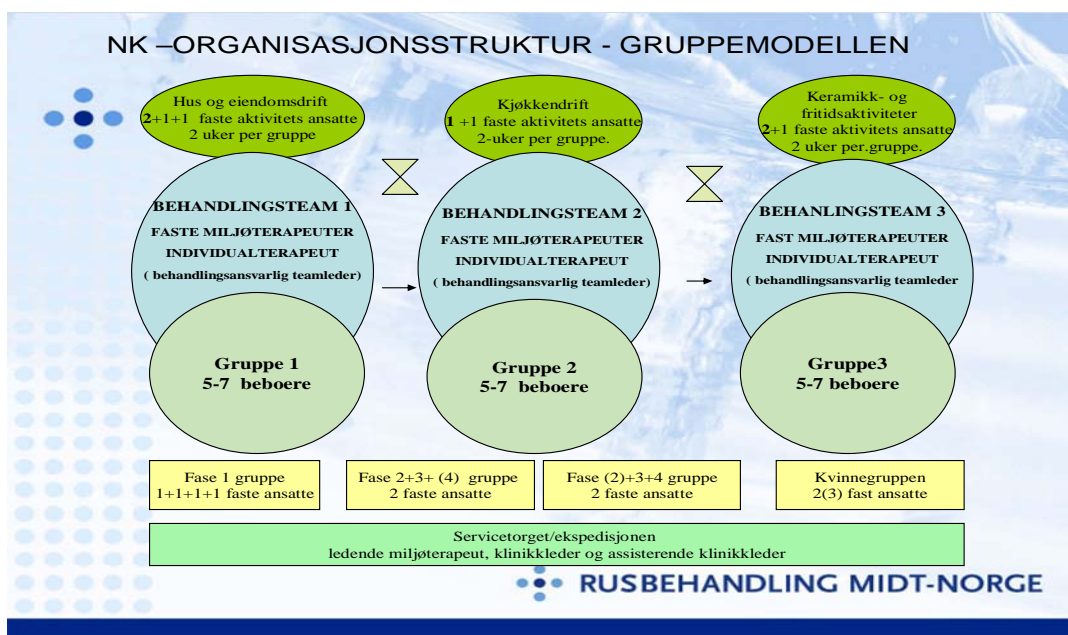 NK –ORGANISASJONSSTRUKTUR - GRUPPEMODELLEN
Hus og eiendomsdrift
2+1+1 faste aktivitets ansatte
2 uker per gruppe
Kjøkkendrift
1 +1 faste aktivitets ansatte
2-uker per gruppe.
Keramikk- og
fritidsaktiviteter
2+1 faste aktivitets ansatte
2 uker per.gruppe.
BEHANDLINGSTEAM 1
FASTE MILJØTERAPEUTER
INDIVIDUALTERAPEUT
( behandlingsansvarlig teamleder)
BEHANDLINGSTEAM 2
FASTE MILJØTERAPEUTER
INDIVIDUALTERAPEUT
( behandlingsansvarlig teamleder)
BEHANLINGSTEAM 3
FAST MILJØTERAPEUTER
INDIVIDUALTERAPEUT
( behandlingsansvarlig teamleder
Gruppe 1
5-7 beboere
Gruppe 2
5-7 beboere
Gruppe3
5-7 beboere
Fase 1 gruppe
1+1+1+1 faste ansatte
Fase 2+3+ (4) gruppe
2 faste ansatte
Fase (2)+3+4 gruppe
2 faste ansatte
Kvinnegruppen
2(3) fast ansatte
Servicetorget/ekspedisjonen
ledende miljøterapeut, klinikkleder og assisterende klinikkleder
RUSBEHANDLING MIDT-NORGE